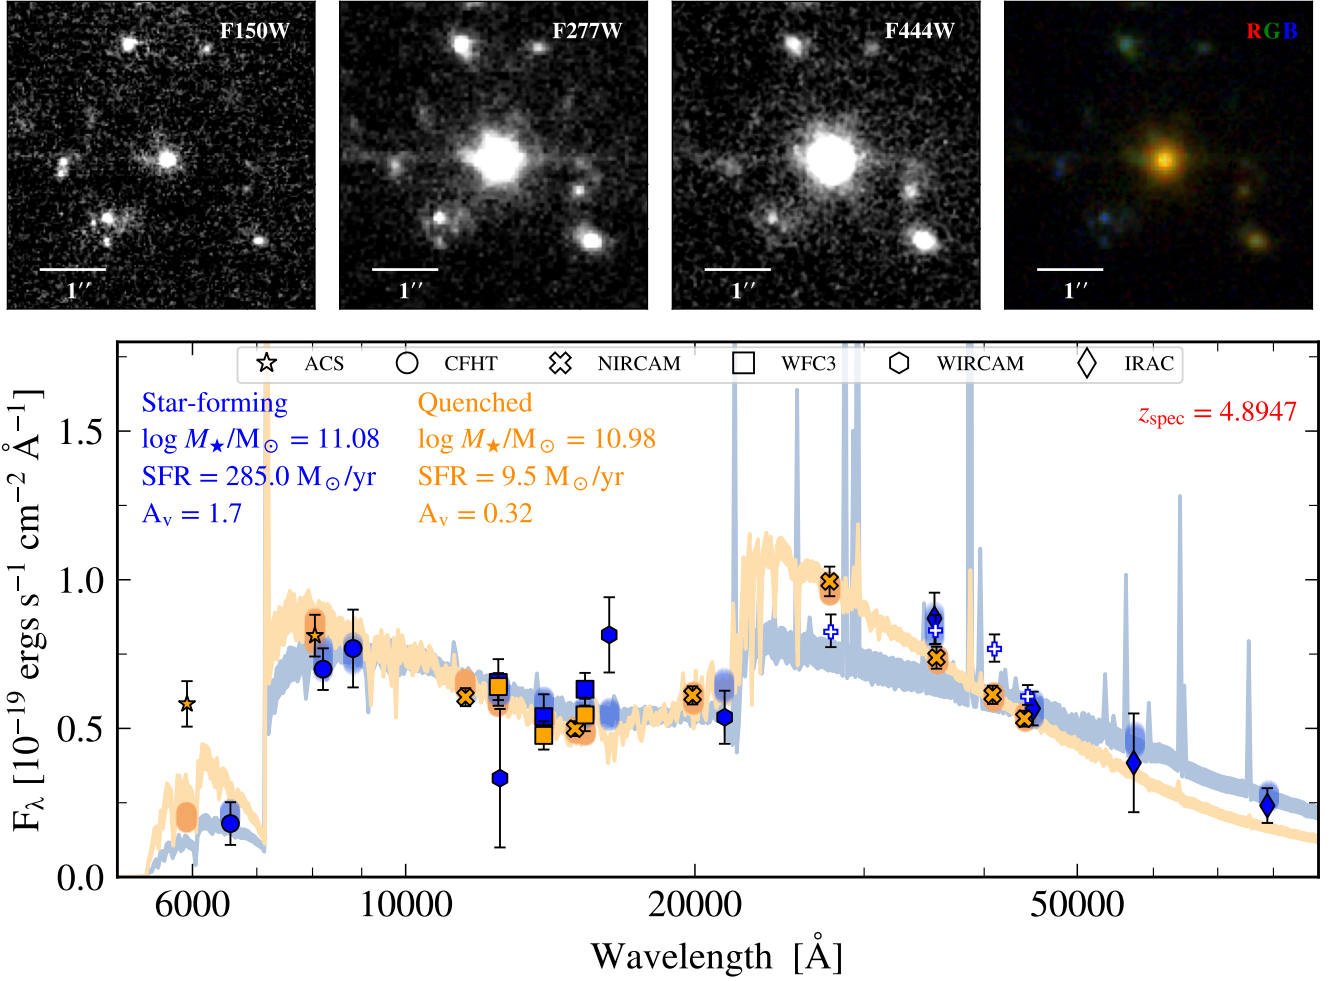 F150W
F277W
F444W
RGB
1′′
1′′
1′′
1′′
ACS
CFHT
NIRCAM
WFC3
WIRCAM
IRAC
Star-forming
log M★/M⊙ = 11.08
SFR = 285.0 M⊙/yr
Aᵥ = 1.7
Quenched
log M★/M⊙ = 10.98
SFR = 9.5 M⊙/yr
Aᵥ = 0.32
z_spec = 4.8947
F_λ [10⁻¹⁹ ergs s⁻¹ cm⁻² Å⁻¹]
1.5
1.0
0.5
0.0
6000
10000
20000
50000
Wavelength [Å]